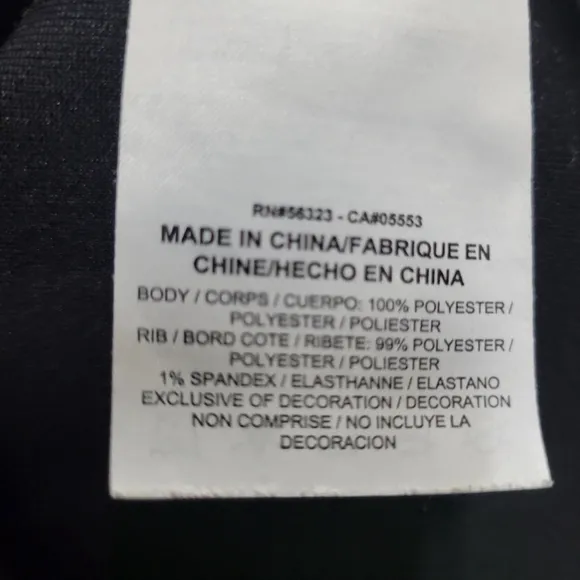 RN#56323 - CA#05553
MADE IN CHINA/FABRIQUE EN
CHINE/HECHO EN CHINA
BODY / CORPS / CUERPO: 100% POLYESTER /
POLYESTER / POLIESTER
RIB / BORD COTE / RIBETE: 99% POLYESTER /
POLYESTER / POLIESTER
1% SPANDEX / ELASTHANNE / ELASTANO
EXCLUSIVE OF DECORATION / DECORATION
NON COMPRISE / NO INCLUYE LA
DECORACION